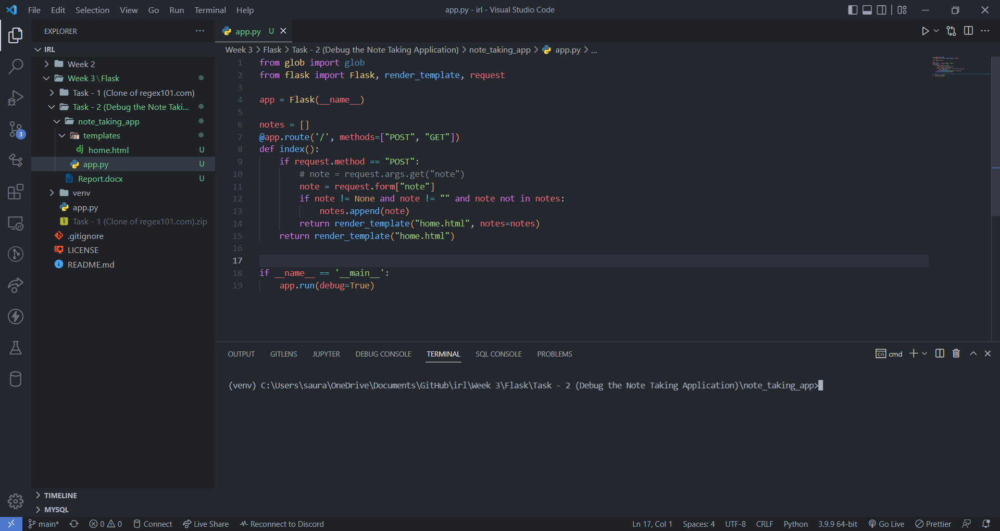 File Edit Selection View Go Run Terminal Help
app.py - irl - Visual Studio Code
EXPLORER
IRL
Week 2
Week 3\Flask
Task - 1 (Clone of regex101.com)
Task - 2 (Debug the Note Taki...
note_taking_app
templates
home.html U
app.py U
Report.docx U
venv
app.py
Task - 1 (Clone of regex101.com).zip
.gitignore
LICENSE
README.md
TIMELINE
MYSQL
3
app.py U
Week 3 > Flask > Task - 2 (Debug the Note Taking Application) > note_taking_app > app.py > ...
1 from glob import glob
2 from flask import Flask, render_template, request
3
4 app = Flask(__name__)
5
6 notes = []
7 @app.route('/', methods=["POST", "GET"])
8 def index():
9     if request.method == "POST":
10         # note = request.args.get("note")
11         note = request.form["note"]
12         if note != None and note != "" and note not in notes:
13             notes.append(note)
14         return render_template("home.html", notes=notes)
15     return render_template("home.html")
16
17
18 if __name__ == '__main__':
19     app.run(debug=True)
OUTPUT GITLENS JUPYTER DEBUG CONSOLE TERMINAL SQL CONSOLE PROBLEMS
cmd
(venv) C:\Users\saura\OneDrive\Documents\GitHub\irl\Week 3\Flask\Task - 2 (Debug the Note Taking Application)\note_taking_app>
main* 0 0 Connect Live Share Reconnect to Discord
Ln 17, Col 1 Spaces: 4 UTF-8 CRLF Python 3.9.9 64-bit Go Live Prettier